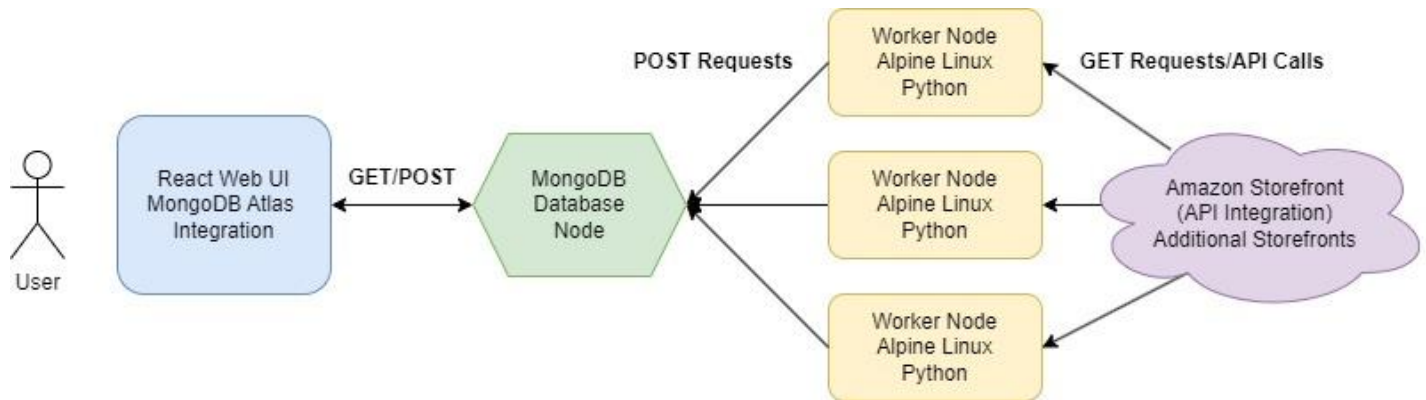 User
React Web UI
MongoDB Atlas
Integration
GET/POST
MongoDB
Database
Node
POST Requests
Worker Node
Alpine Linux
Python
Worker Node
Alpine Linux
Python
Worker Node
Alpine Linux
Python
GET Requests/API Calls
Amazon Storefront
(API Integration)
Additional Storefronts